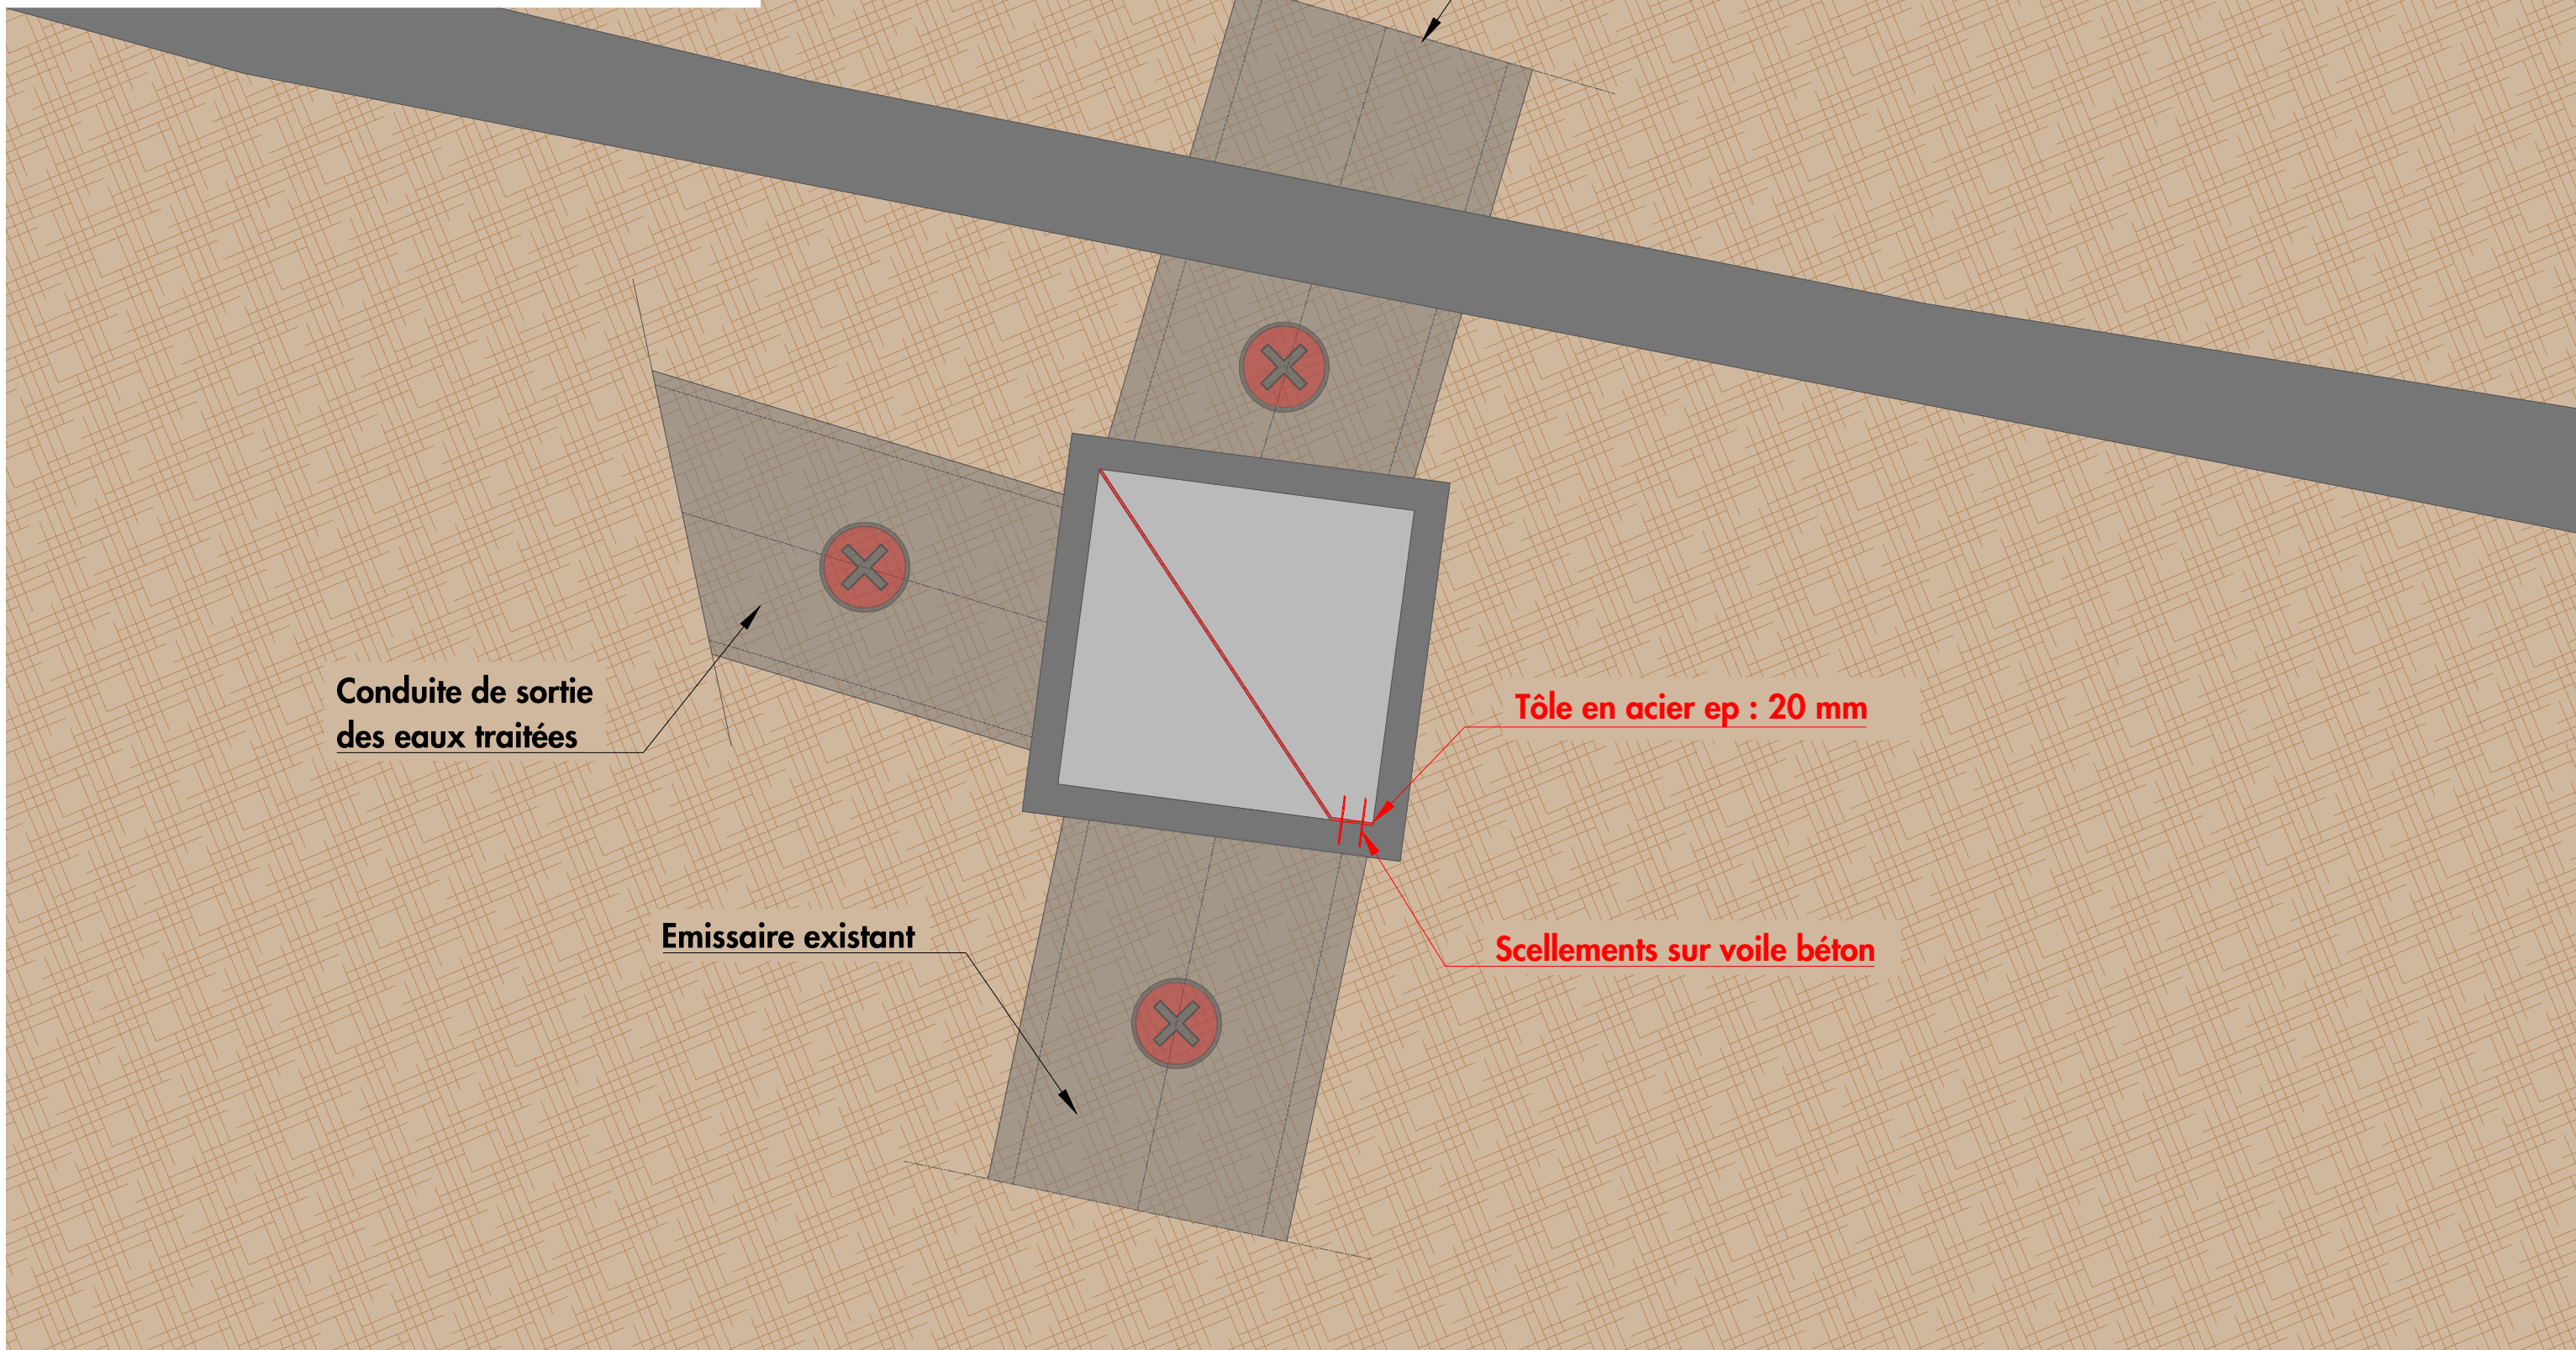 Conduite de sortie
des eaux traitées
Tôle en acier ep : 20 mm
Emissaire existant
Scellements sur voile béton